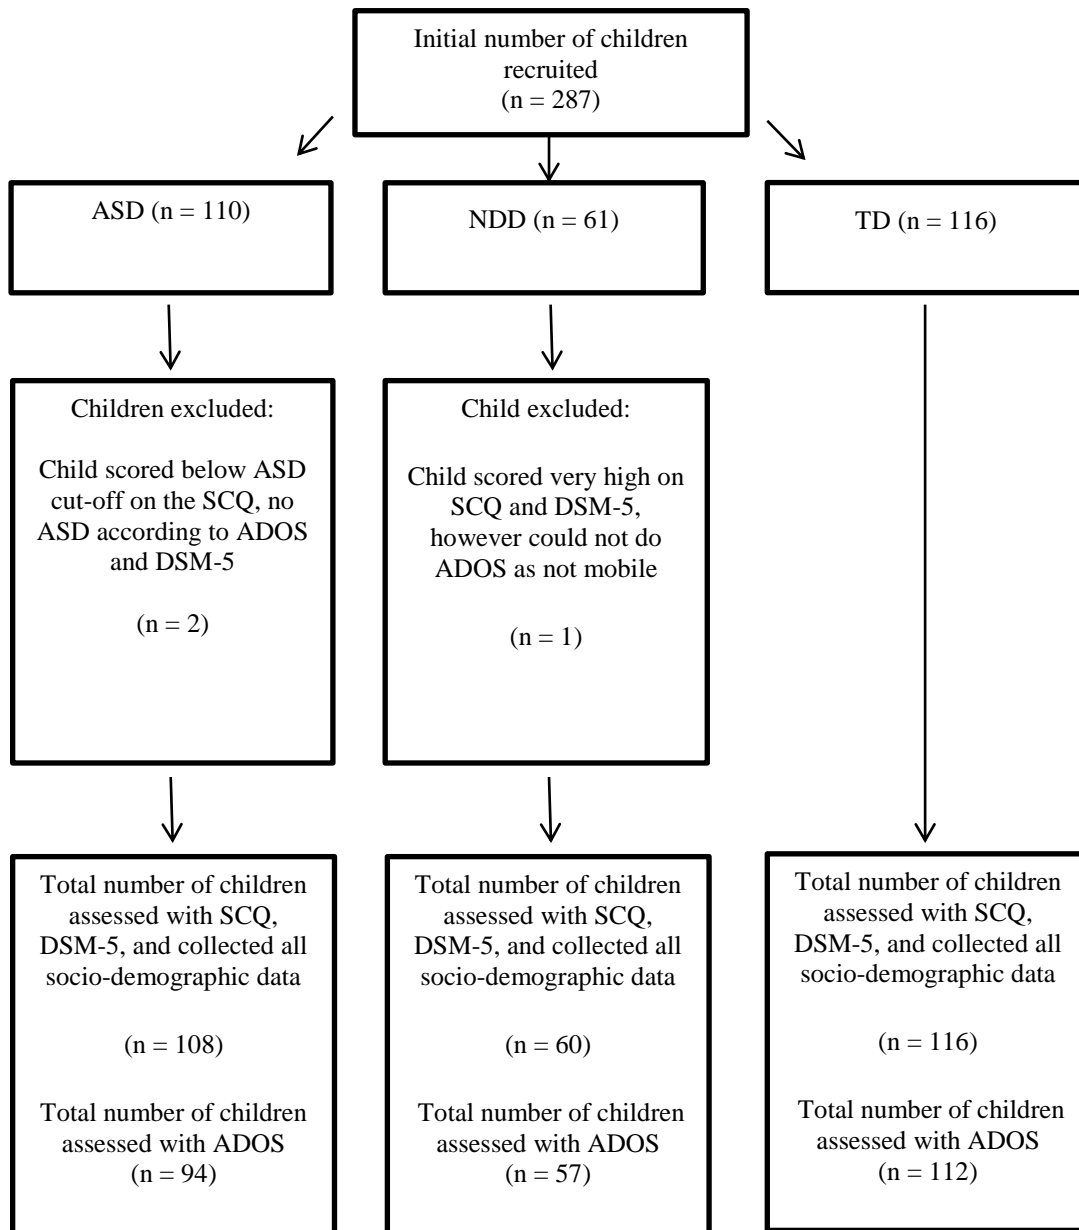 Initial number of children
recruited
(n = 287)
ASD (n = 110)
NDD (n = 61)
TD (n = 116)
Children excluded:
Child scored below ASD
cut-off on the SCQ, no
ASD according to ADOS
and DSM-5
(n = 2)
Child excluded:
Child scored very high on
SCQ and DSM-5,
however could not do
ADOS as not mobile
(n = 1)
Total number of children
assessed with SCQ,
DSM-5, and collected all
socio-demographic data
(n = 108)
Total number of children
assessed with ADOS
(n = 94)
Total number of children
assessed with SCQ,
DSM-5, and collected all
socio-demographic data
(n = 60)
Total number of children
assessed with ADOS
(n = 57)
Total number of children
assessed with SCQ,
DSM-5, and collected all
socio-demographic data
(n = 116)
Total number of children
assessed with ADOS
(n = 112)